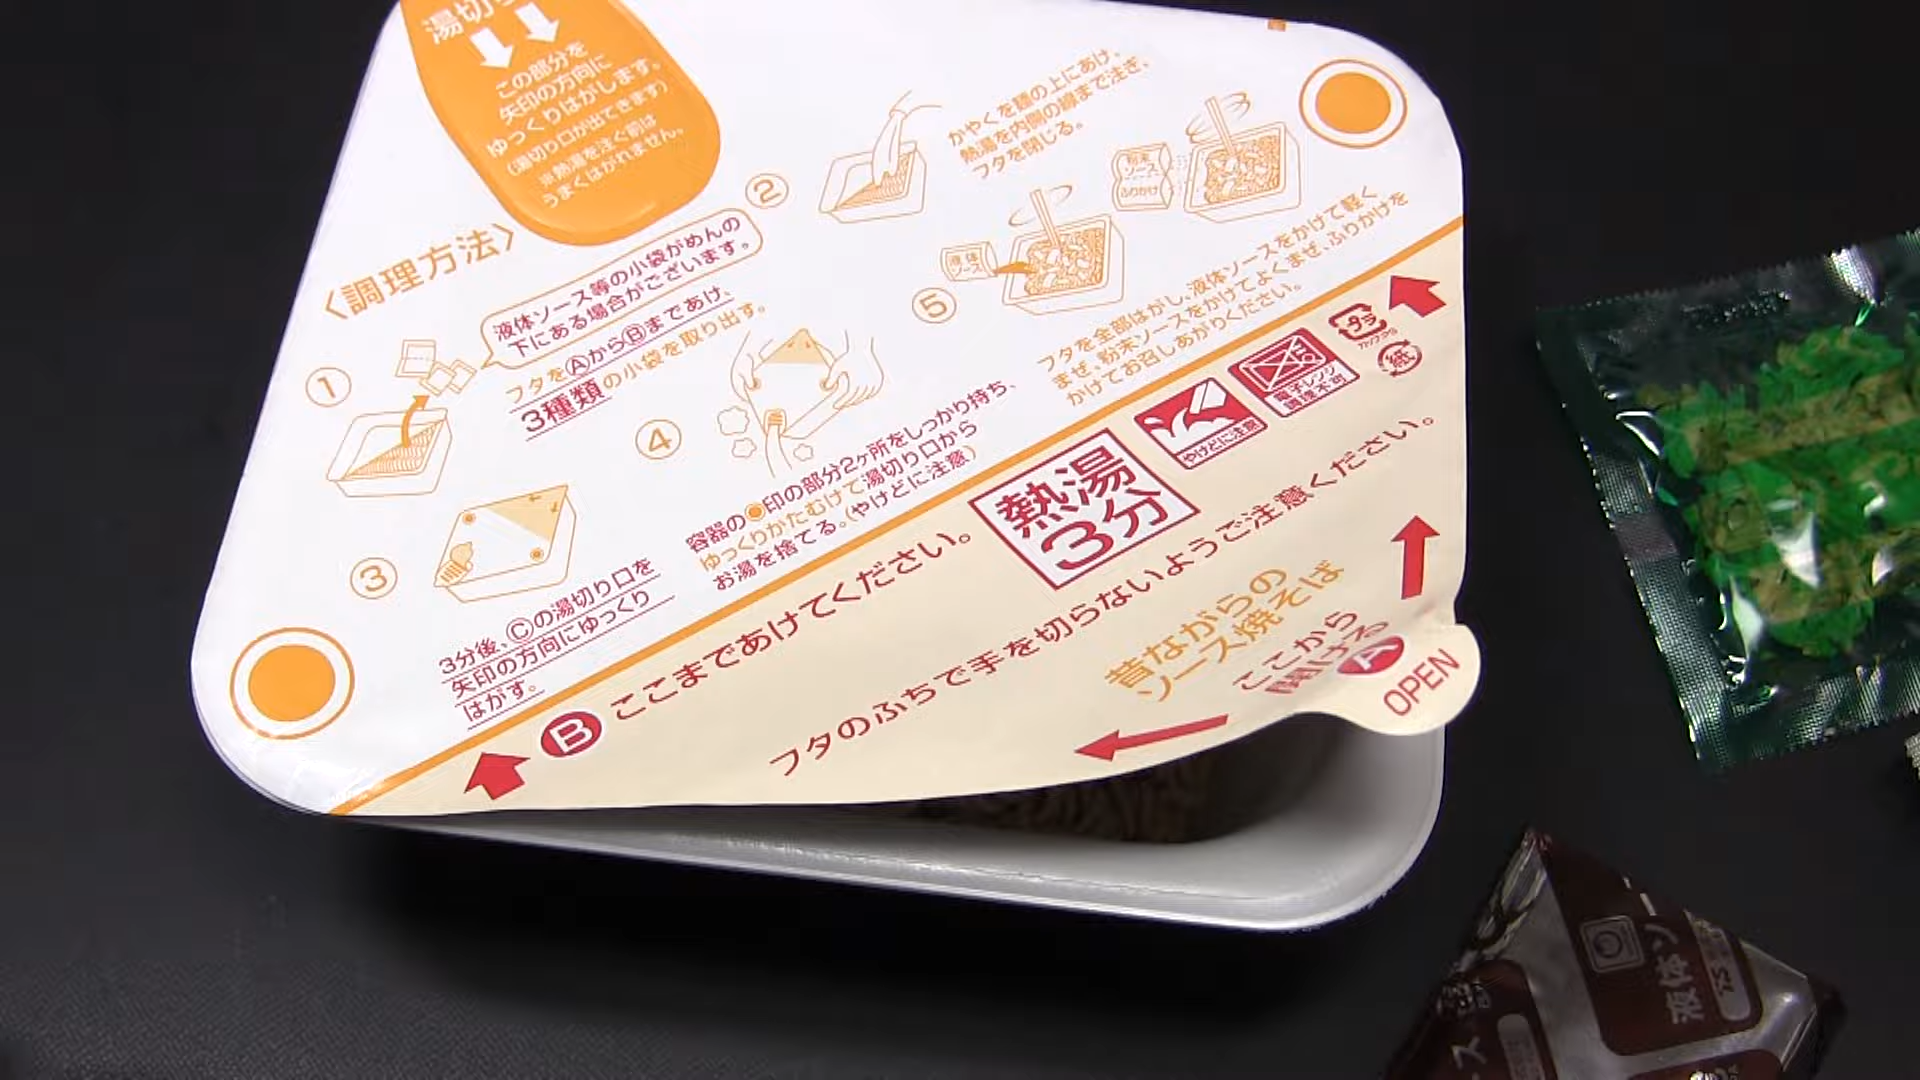 湯切り
この部分を
矢印の方向に
ゆっくりはがします。
(湯切り口が出てきます)
※熱湯を注ぐ前は
うまくはがれません。
〈調理方法〉
①
液体ソース等の小袋がめんの
下にある場合がございます。
フタをⒶからⒷまであけ、
3種類の小袋を取り出す。
②
かやくを麺の上にあけ、
熱湯を内側の線まで注ぎ、
フタを閉じる。
③
3分後、Ⓒの湯切り口を
矢印の方向にゆっくり
はがす。
④
容器の◉印の部分2ヶ所をしっかり持ち、
ゆっくりかたむけて湯切り口から
お湯を捨てる。(やけどに注意)
⑤
液体
ソース
粉末
ソース
ふりかけ
フタを全部はがし、液体ソースをかけて軽く
まぜ、粉末ソースをかけてよくまぜ、ふりかけを
かけてお召しあがりください。
B ここまであけてください。
熱湯
3分
やけどに注意
電子レンジ
調理不可
プラ
紙
フタのふちで手を切らないようご注意ください。
昔ながらの
ソース焼そば
ここから
開ける
A
OPEN
液体ソー
ース